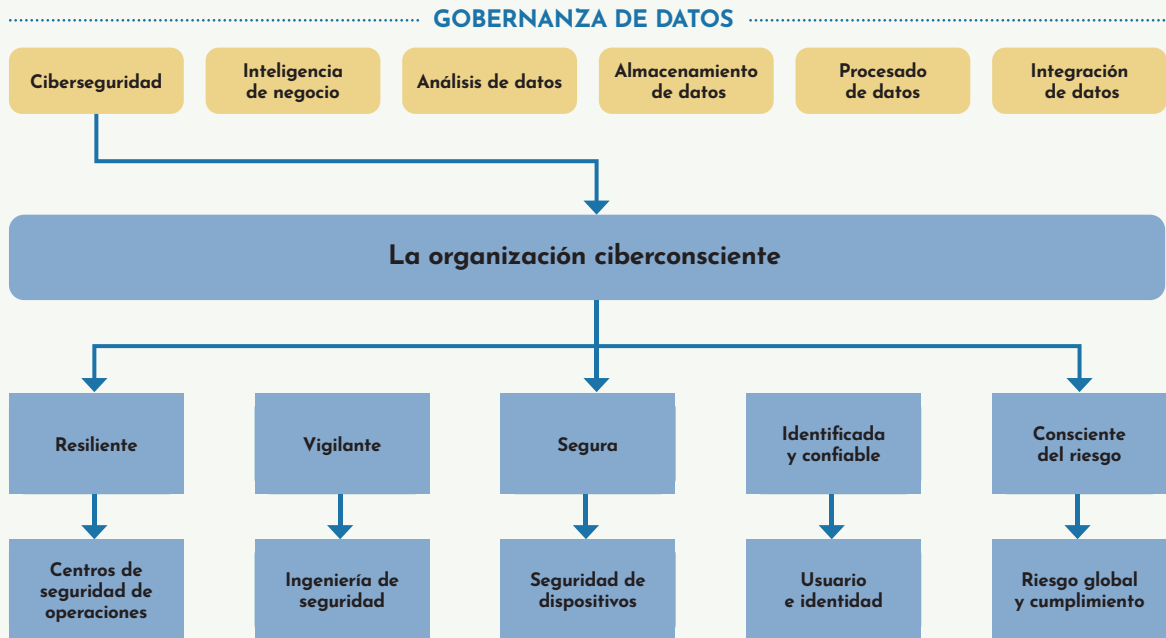 GOBERNANZA DE DATOS
Ciberseguridad
Inteligencia
de negocio
Análisis de datos
Almacenamiento
de datos
Procesado
de datos
Integración
de datos
La organización ciberconsciente
Resiliente
Vigilante
Segura
Identificada
y confiable
Consciente
del riesgo
Centros de
seguridad de
operaciones
Ingeniería de
seguridad
Seguridad de
dispositivos
Usuario
e identidad
Riesgo global
y cumplimiento